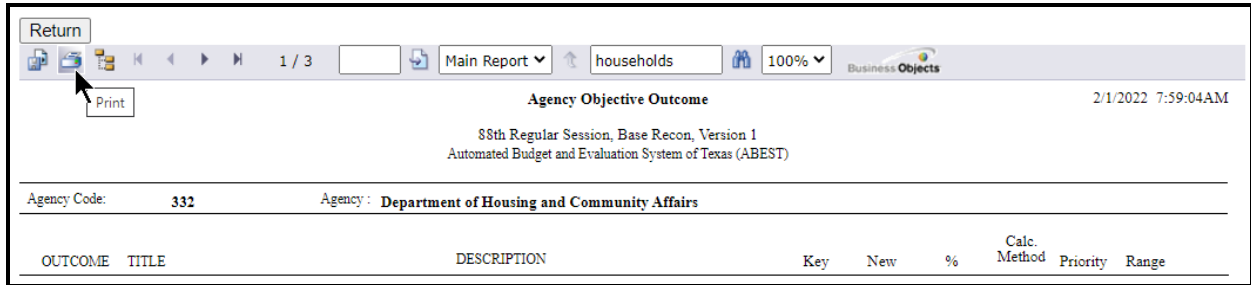 Return
1 / 3 Main Report households 100% Business Objects
Print
Agency Objective Outcome 2/1/2022 7:59:04AM
88th Regular Session, Base Recon, Version 1
Automated Budget and Evaluation System of Texas (ABEST)
Agency Code: 332 Agency : Department of Housing and Community Affairs
OUTCOME TITLE DESCRIPTION Key New % Calc. Method Priority Range